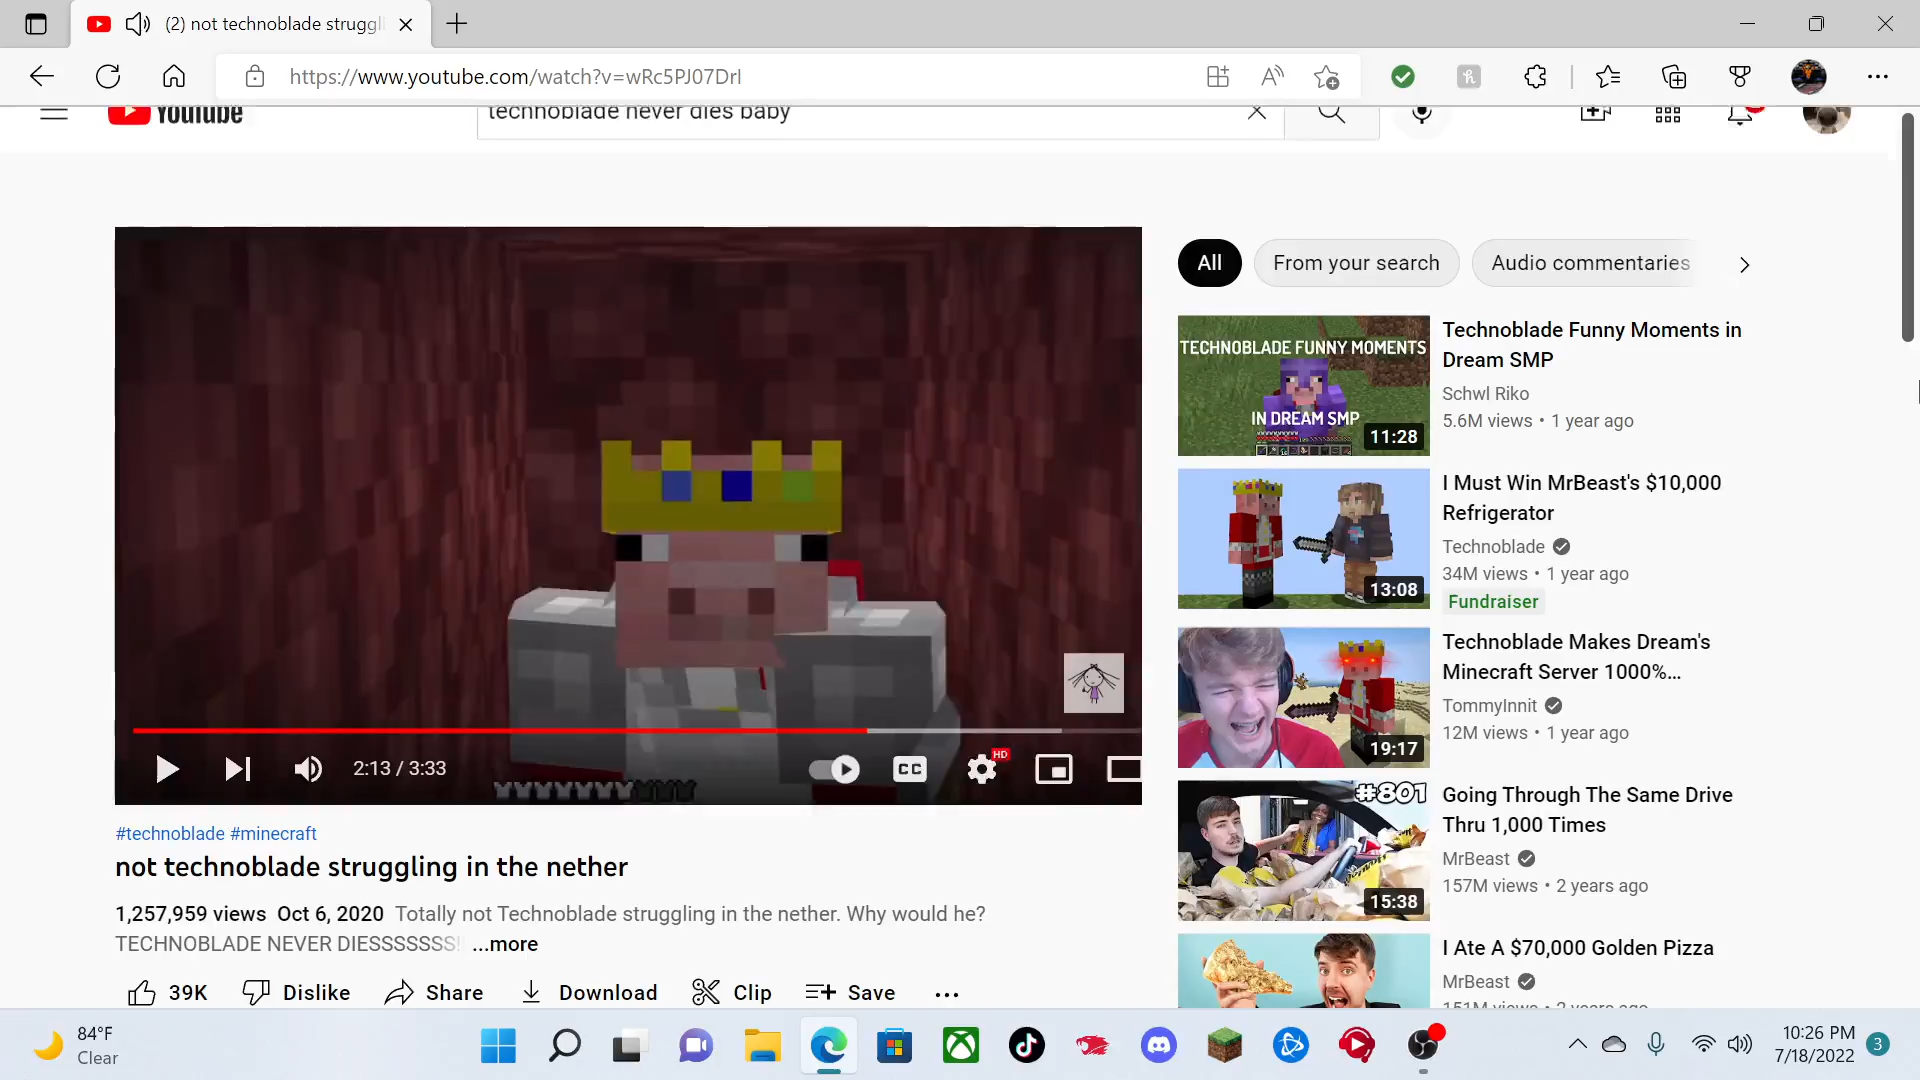 (2) not technoblade struggl
https://www.youtube.com/watch?v=wRc5PJ07DrI
YouTube
technoblade never dies baby
2:13 / 3:33
CC
HD
#technoblade #minecraft
not technoblade struggling in the nether
1,257,959 views Oct 6, 2020 Totally not Technoblade struggling in the nether. Why would he?
TECHNOBLADE NEVER DIESSSSSSS! ...more
39K Dislike Share Download Clip Save
All From your search Audio commentaries
TECHNOBLADE FUNNY MOMENTS
IN DREAM SMP
11:28
Technoblade Funny Moments in
Dream SMP
Schwl Riko
5.6M views • 1 year ago
13:08
I Must Win MrBeast's $10,000
Refrigerator
Technoblade
34M views • 1 year ago
Fundraiser
19:17
Technoblade Makes Dream's
Minecraft Server 1000%...
TommyInnit
12M views • 1 year ago
#801
15:38
Going Through The Same Drive
Thru 1,000 Times
MrBeast
157M views • 2 years ago
I Ate A $70,000 Golden Pizza
MrBeast
151M views • 2 years ago
84°F
Clear
10:26 PM
7/18/2022
3